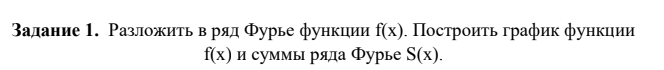 Задание 1. Разложить в ряд Фурье функции f(x). Построить график функции
f(x) и суммы ряда Фурье S(x).